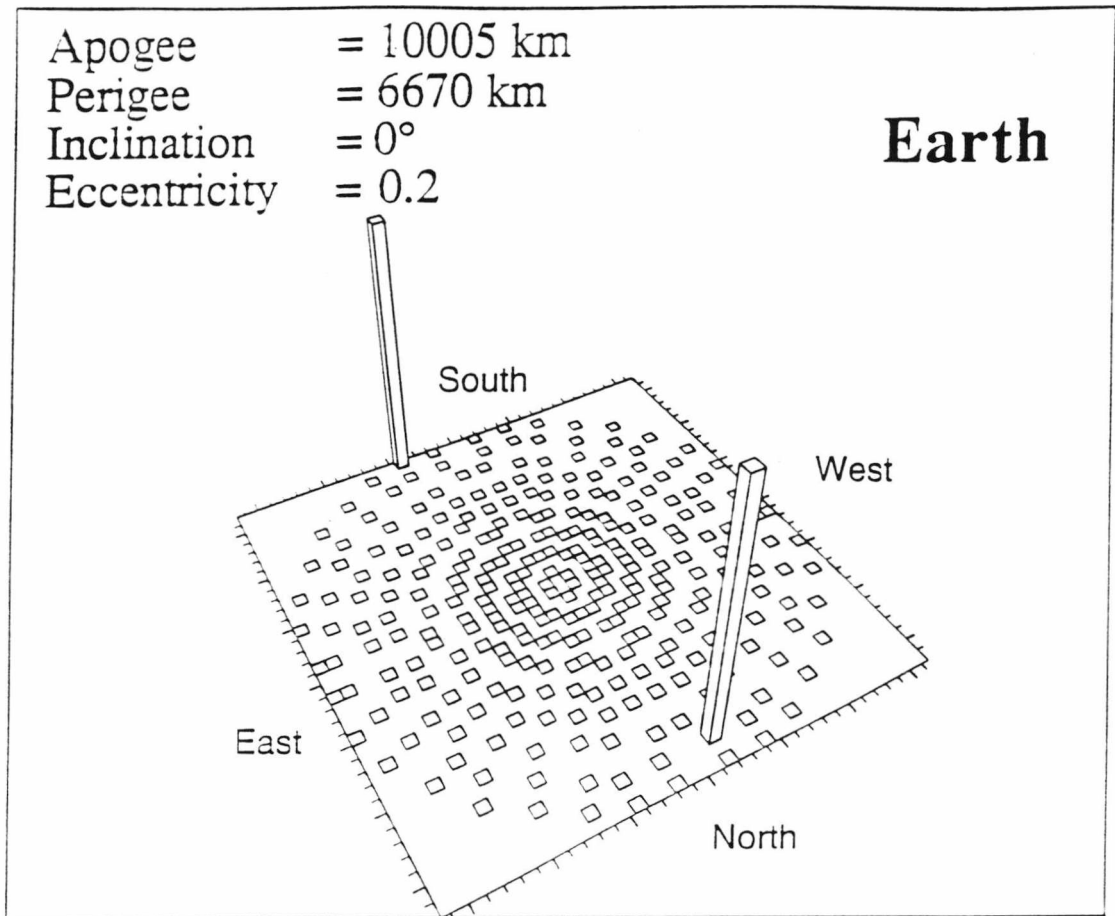 Apogee = 10005 km
Perigee = 6670 km
Inclination = 0°
Eccentricity = 0.2
Earth
South
West
East
North